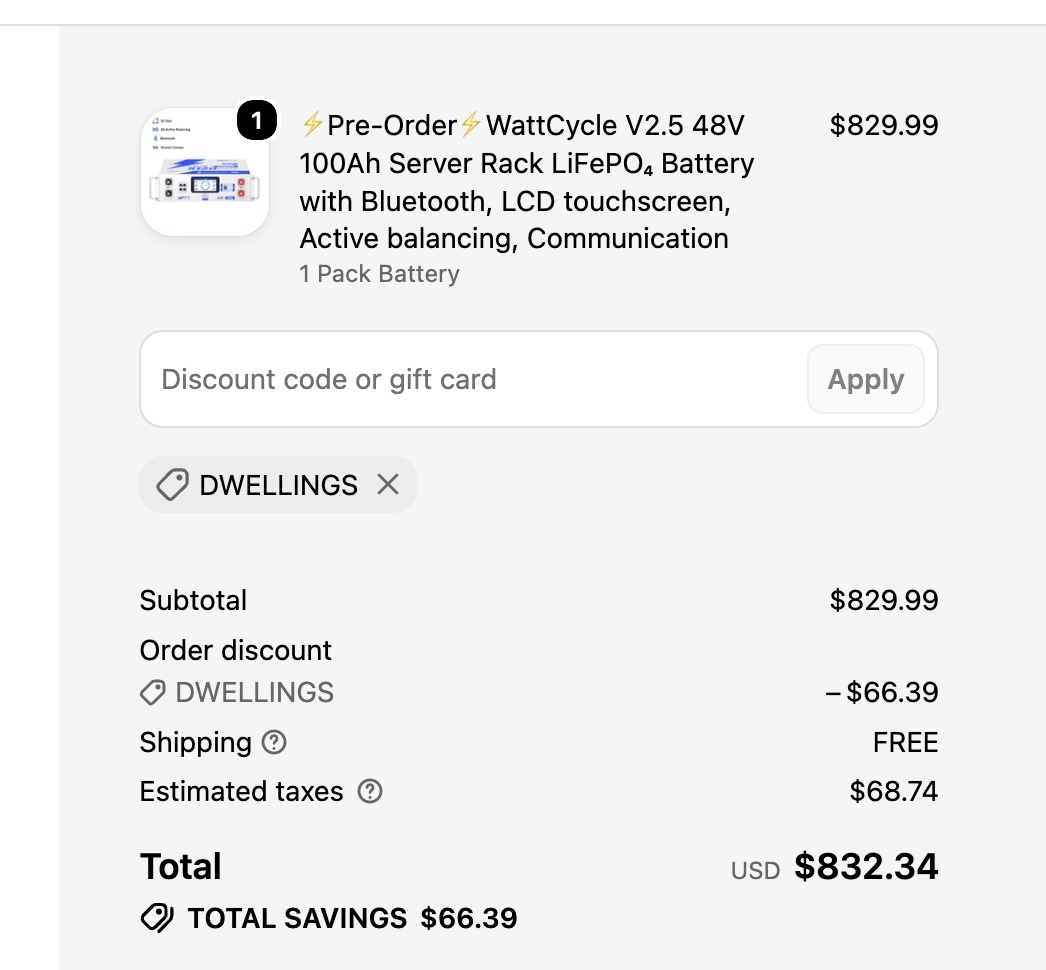 1
⚡Pre-Order⚡WattCycle V2.5 48V
100Ah Server Rack LiFePO₄ Battery
with Bluetooth, LCD touchscreen,
Active balancing, Communication
1 Pack Battery
$829.99
Discount code or gift card
Apply
DWELLINGS
Subtotal $829.99
Order discount
DWELLINGS –$66.39
Shipping FREE
Estimated taxes $68.74
Total USD $832.34
TOTAL SAVINGS $66.39